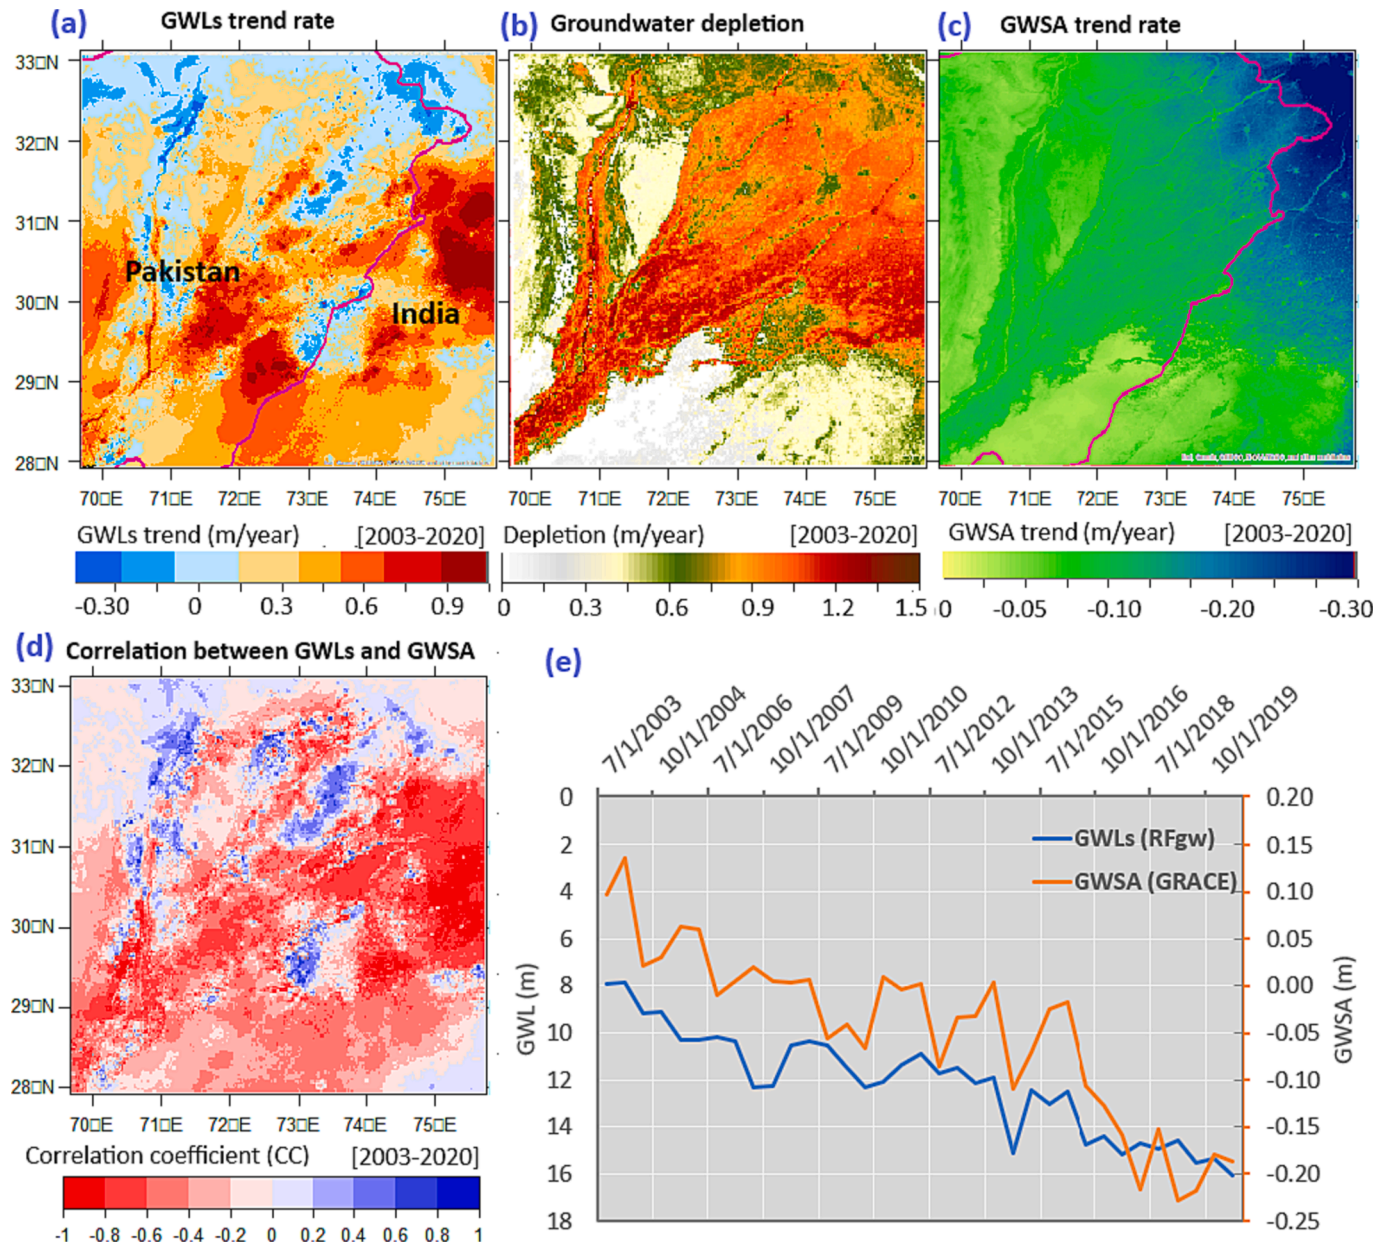 (a) GWLs trend rate
33□N
32□N
31□N
30□N
29□N
28□N
Pakistan
India
70□E 71□E 72□E 73□E 74□E 75□E
GWLs trend (m/year) [2003-2020]
-0.30 0 0.3 0.6 0.9
(b) Groundwater depletion
70□E 71□E 72□E 73□E 74□E 75□E
Depletion (m/year) [2003-2020]
0 0.3 0.6 0.9 1.2 1.5
(c) GWSA trend rate
70□E 71□E 72□E 73□E 74□E 75□E
GWSA trend (m/year) [2003-2020]
0 -0.05 -0.10 -0.20 -0.30
(d) Correlation between GWLs and GWSA
33□N
32□N
31□N
30□N
29□N
28□N
70□E 71□E 72□E 73□E 74□E 75□E
Correlation coefficient (CC) [2003-2020]
-1 -0.8 -0.6 -0.4 -0.2 0 0.2 0.4 0.6 0.8 1
(e)
7/1/2003 10/1/2004 7/1/2006 10/1/2007 7/1/2009 10/1/2010 7/1/2012 10/1/2013 7/1/2015 10/1/2016 7/1/2018 10/1/2019
GWL (m)
0
2
4
6
8
10
12
14
16
18
GWLs (RFgw)
GWSA (GRACE)
0.20
0.15
0.10
0.05
0.00
-0.05
-0.10
-0.15
-0.20
-0.25
GWSA (m)